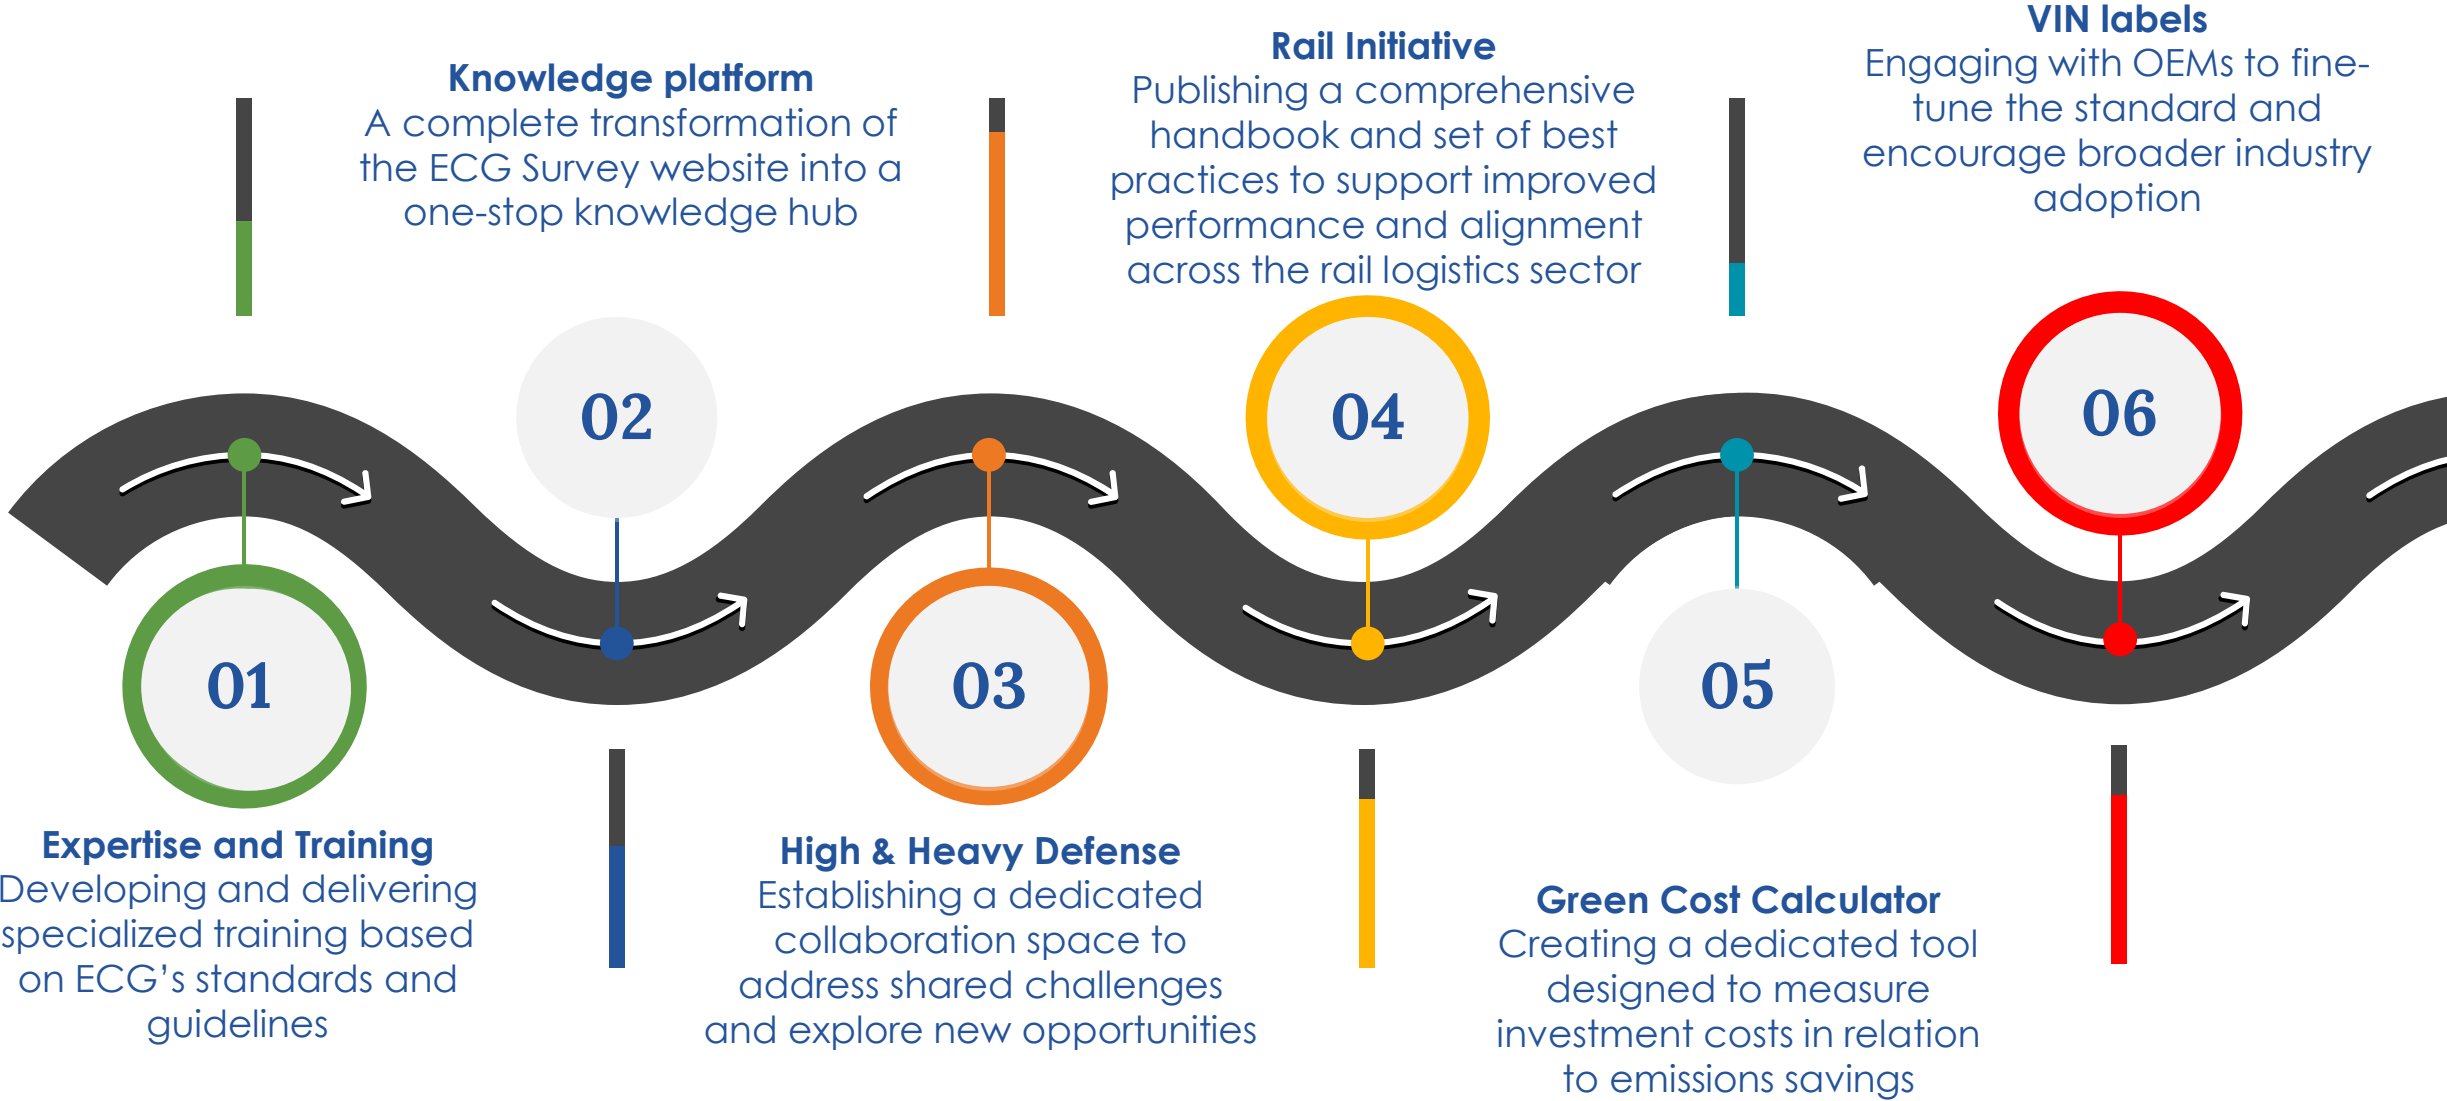 01
Expertise and Training
Developing and delivering
specialized training based
on ECG’s standards and
guidelines
Knowledge platform
A complete transformation of
the ECG Survey website into a
one-stop knowledge hub
02
03
High & Heavy Defense
Establishing a dedicated
collaboration space to
address shared challenges
and explore new opportunities
Rail Initiative
Publishing a comprehensive
handbook and set of best
practices to support improved
performance and alignment
across the rail logistics sector
04
05
Green Cost Calculator
Creating a dedicated tool
designed to measure
investment costs in relation
to emissions savings
VIN labels
Engaging with OEMs to fine-
tune the standard and
encourage broader industry
adoption
06